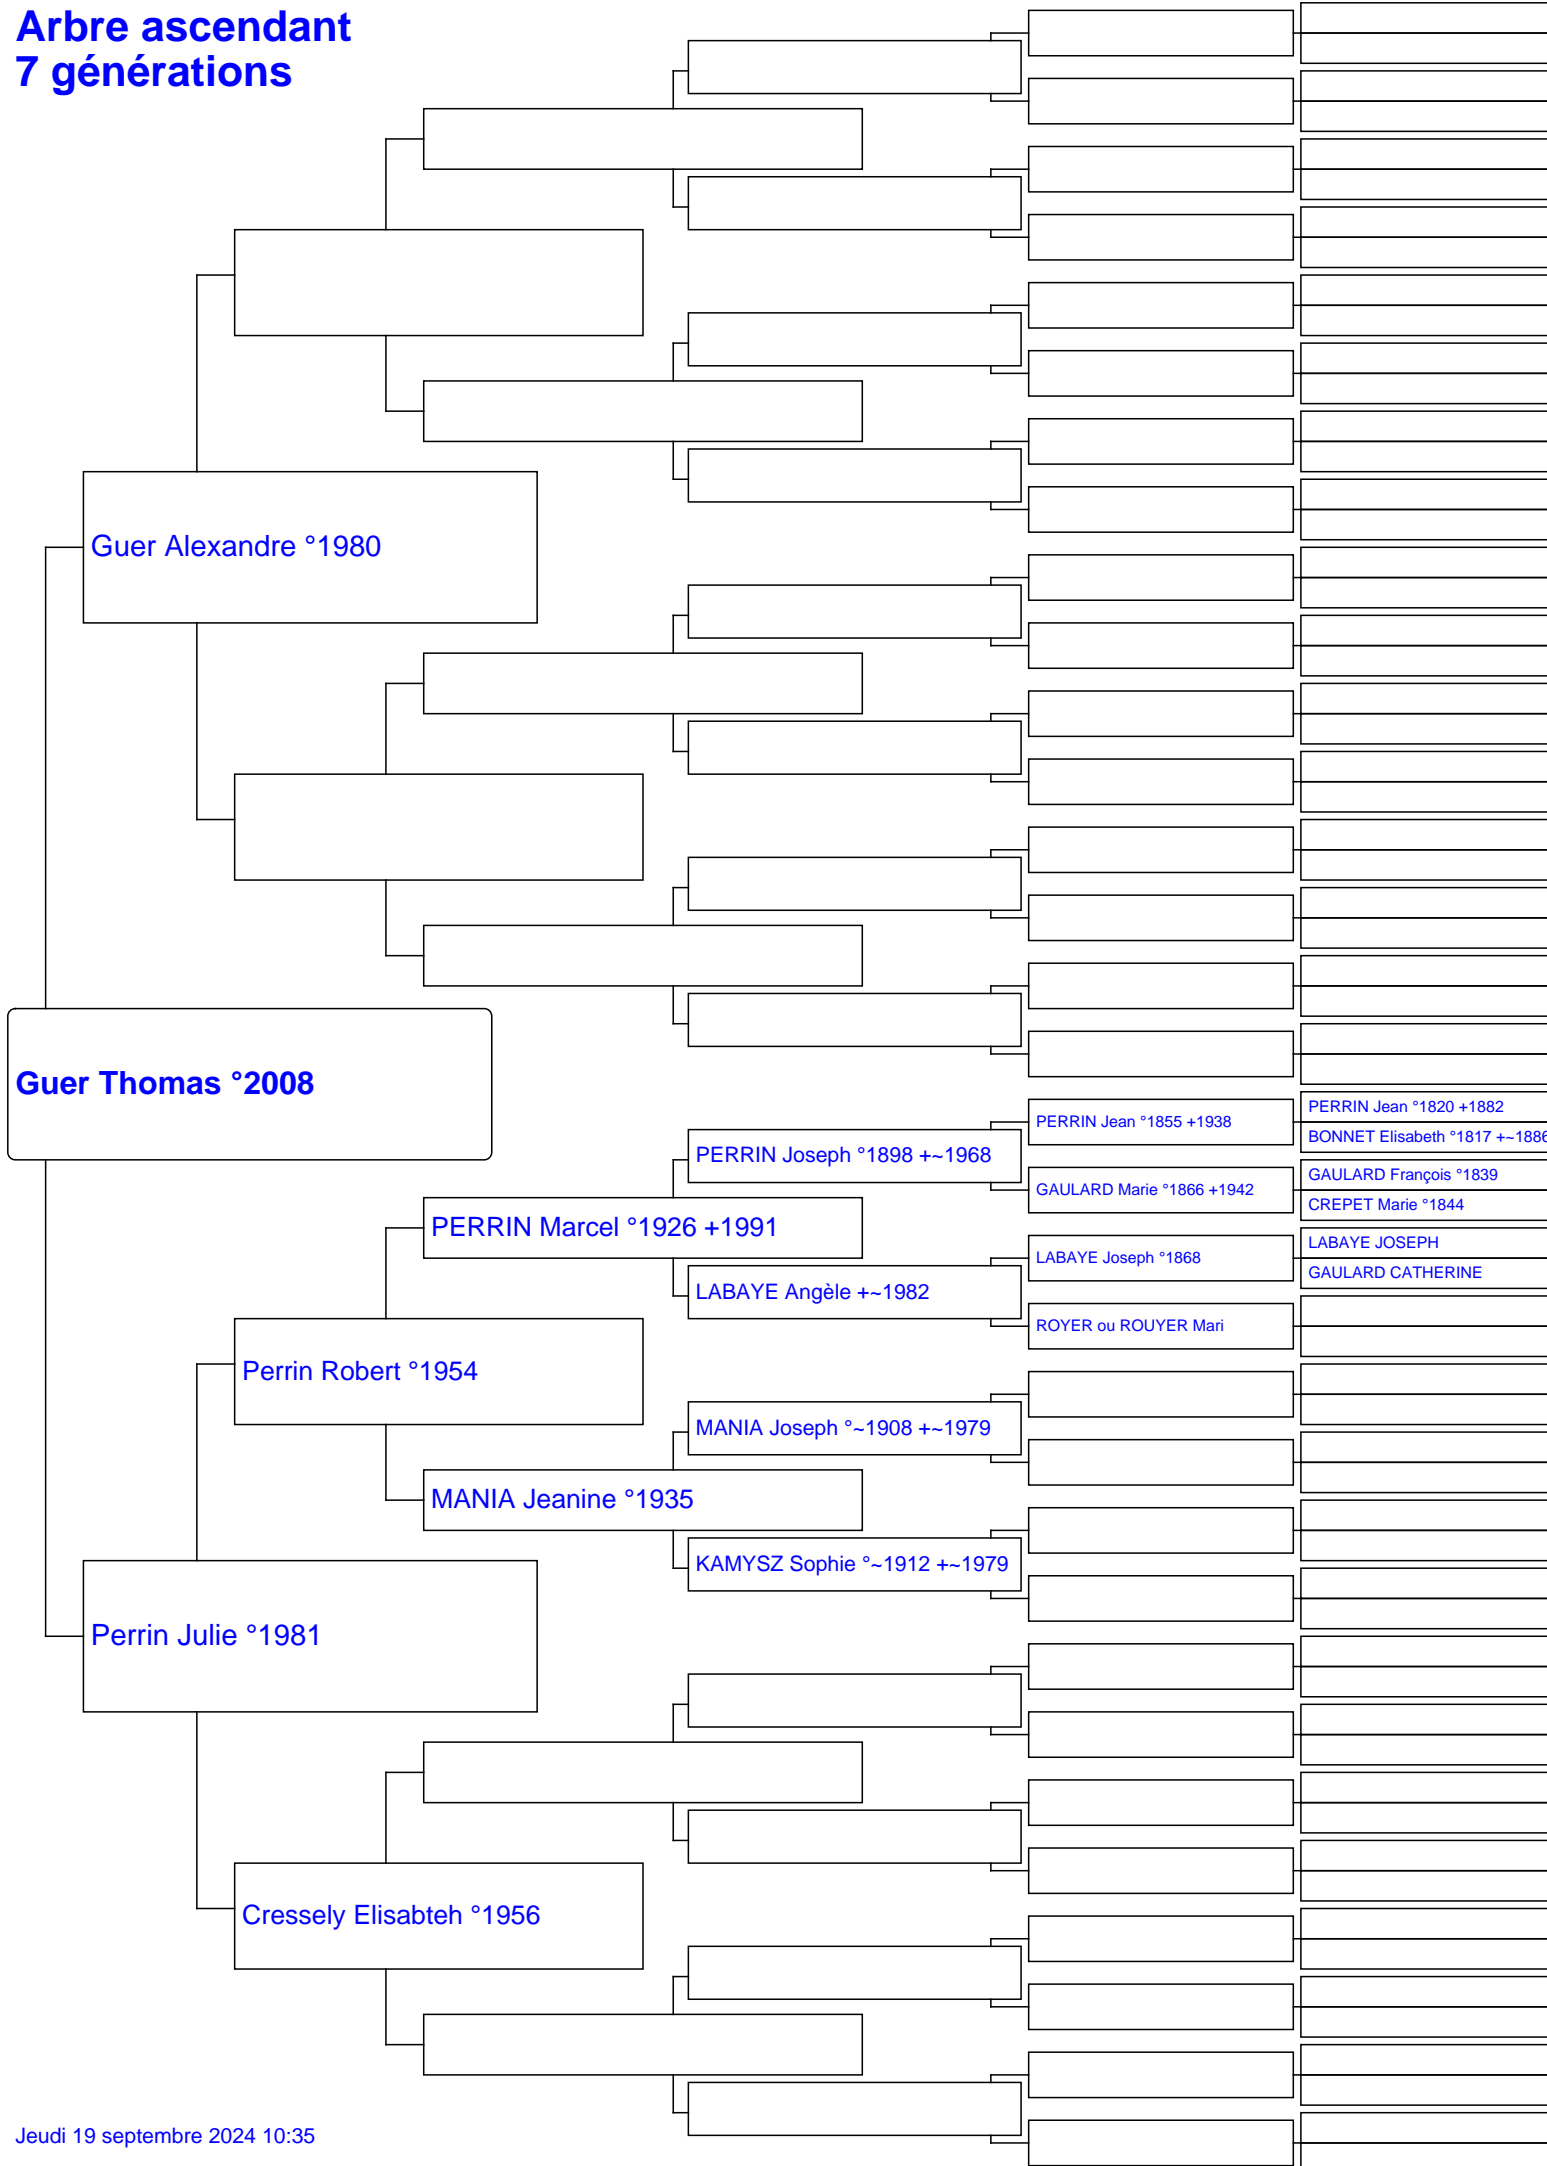 Arbre ascendant
7 générations
Guer Alexandre °1980
Guer Thomas °2008
PERRIN Jean °1820 +1882
PERRIN Jean °1855 +1938
BONNET Elisabeth °1817 +~1886
PERRIN Joseph °1898 +~1968
GAULARD François °1839
GAULARD Marie °1866 +1942
CREPET Marie °1844
PERRIN Marcel °1926 +1991
LABAYE JOSEPH
LABAYE Joseph °1868
GAULARD CATHERINE
LABAYE Angèle +~1982
ROYER ou ROUYER Mari
Perrin Robert °1954
MANIA Joseph °~1908 +~1979
MANIA Jeanine °1935
KAMYSZ Sophie °~1912 +~1979
Perrin Julie °1981
Cressely Elisabteh °1956
Jeudi 19 septembre 2024 10:35